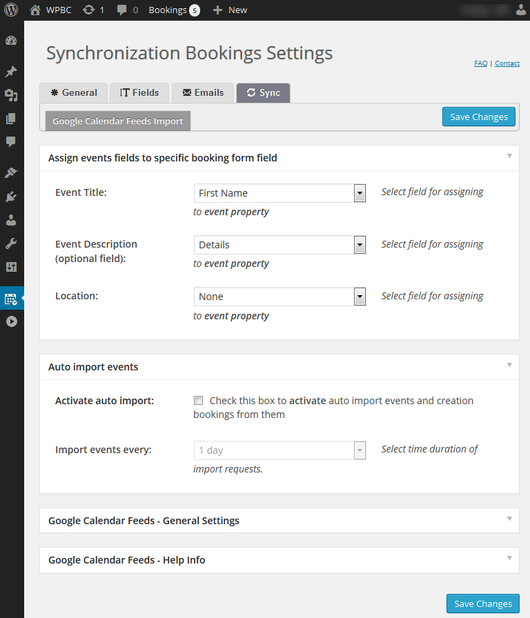 WPBC 1 0 Bookings 5 + New
Synchronization Bookings Settings
FAQ | Contact
General Fields Emails Sync
Google Calendar Feeds Import
Save Changes
Assign events fields to specific booking form field
Event Title: First Name Select field for assigning
to event property
Event Description Details Select field for assigning
(optional field):
to event property
Location: None Select field for assigning
to event property
Auto import events
Activate auto import: Check this box to activate auto import events and creation
bookings from them
Import events every: 1 day Select time duration of
import requests.
Google Calendar Feeds - General Settings
Google Calendar Feeds - Help Info
Save Changes